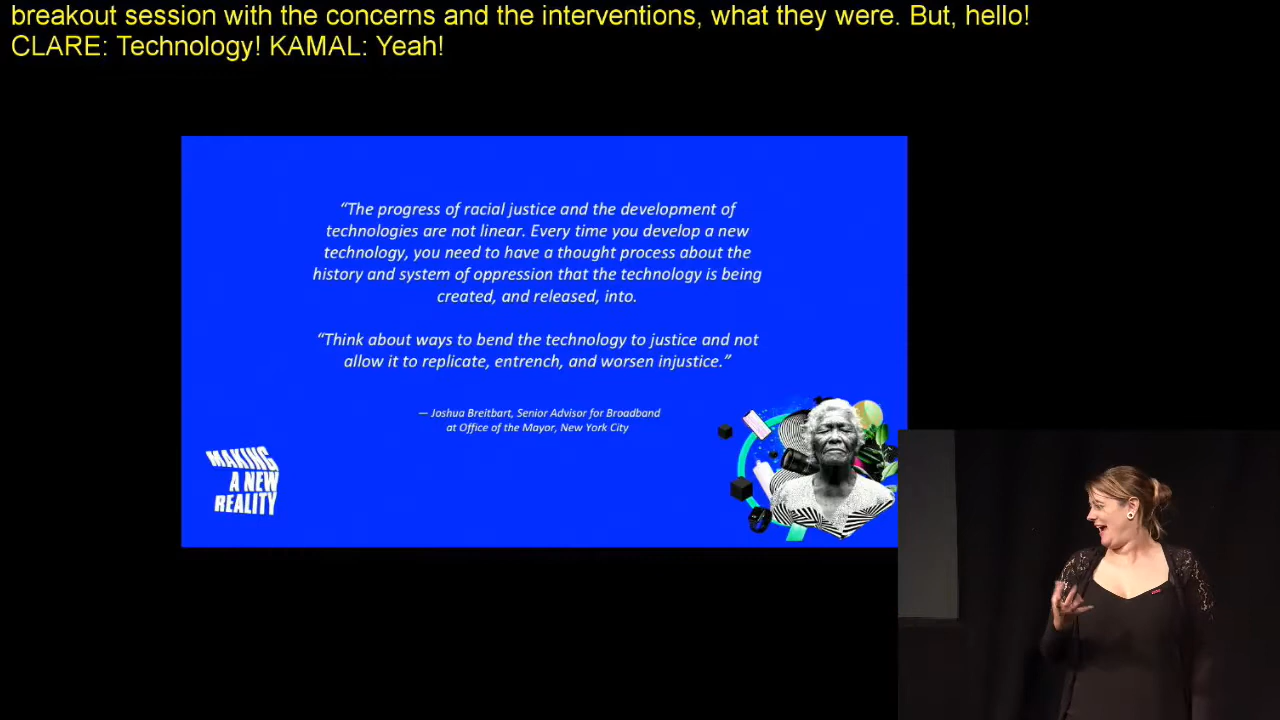 breakout session with the concerns and the interventions, what they were. But, hello!
CLARE: Technology! KAMAL: Yeah!
“The progress of racial justice and the development of
technologies are not linear. Every time you develop a new
technology, you need to have a thought process about the
history and system of oppression that the technology is being
created, and released, into.
“Think about ways to bend the technology to justice and not
allow it to replicate, entrench, and worsen injustice.”
— Joshua Breitbart, Senior Advisor for Broadband
at Office of the Mayor, New York City
MAKING
A NEW
REALITY